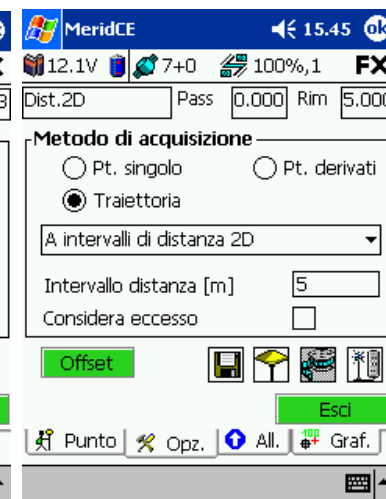 MeridCE 15.45 ok
12.1V 7+0 100%,1 FX
Dist.2D Pass 0.000 Rim 5.000
Metodo di acquisizione
Pt. singolo Pt. derivati
Traiettoria
A intervalli di distanza 2D
Intervallo distanza [m] 5
Considera eccesso
Offset
Esci
Punto Opz. All. Graf.